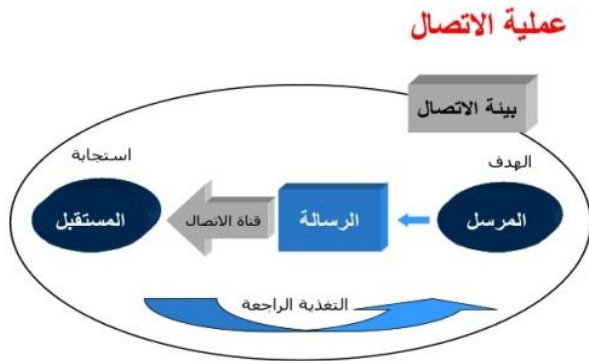 عملية الاتصال
بيئة الاتصال
الهدف
استجابة
المرسل
الرسالة
قناة الاتصال
المستقبل
التغذية الراجعة